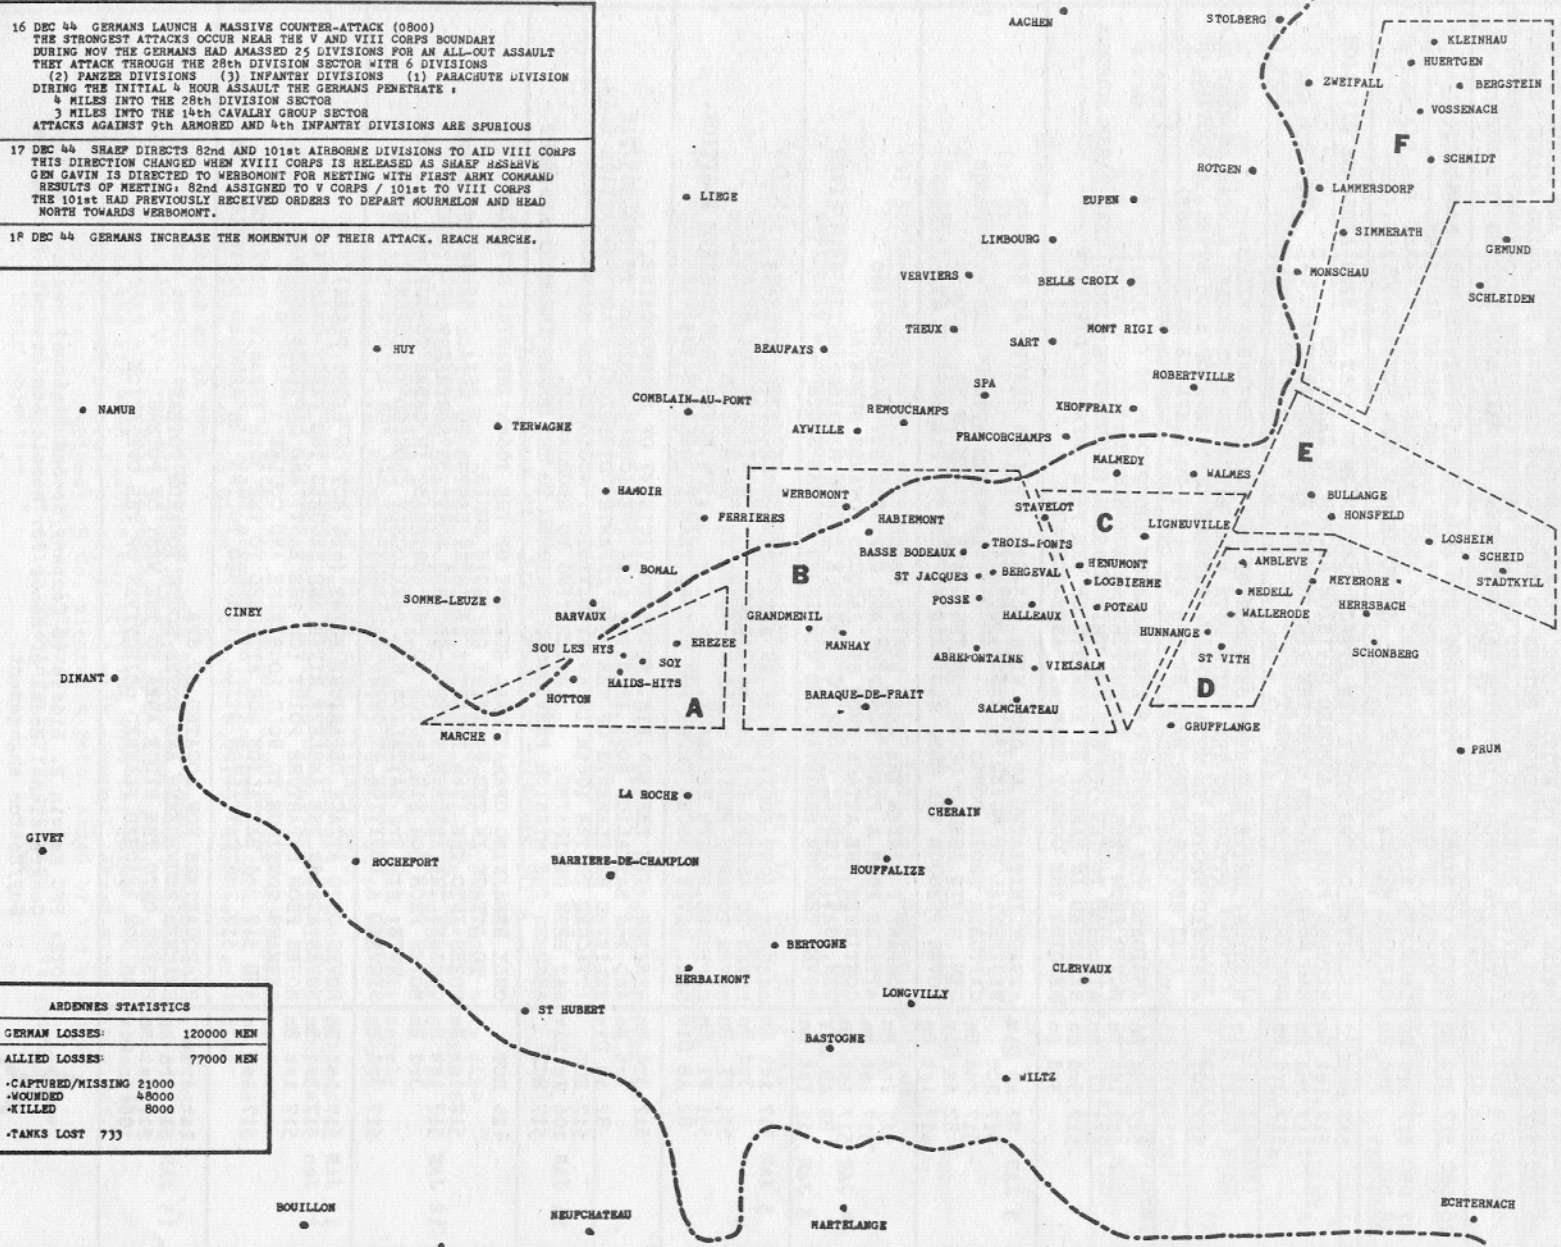 16 DEC 44 GERMANS LAUNCH A MASSIVE COUNTER-ATTACK (0800)
THE STRONGEST ATTACKS OCCUR NEAR THE V AND VIII CORPS BOUNDARY
DURING NOV THE GERMANS HAD AMASSED 25 DIVISIONS FOR AN ALL-OUT ASSAULT
THEY ATTACK THROUGH THE 28th DIVISION SECTOR WITH 6 DIVISIONS
(2) PANZER DIVISIONS (3) INFANTRY DIVISIONS (1) PARACHUTE DIVISION
DIRING THE INITIAL 4 HOUR ASSAULT THE GERMANS PENETRATE :
4 MILES INTO THE 28th DIVISION SECTOR
3 MILES INTO THE 14th CAVALRY GROUP SECTOR
ATTACKS AGAINST 9th ARMORED AND 4th INFANTRY DIVISIONS ARE SPURIOUS
17 DEC 44 SHAEF DIRECTS 82nd AND 101st AIRBORNE DIVISIONS TO AID VIII CORPS
THIS DIRECTION CHANGED WHEN XVIII CORPS IS RELEASED AS SHAEF RESERVE
GEN GAVIN IS DIRECTED TO WERBOMONT FOR MEETING WITH FIRST ARMY COMMAND
RESULTS OF MEETING: 82nd ASSIGNED TO V CORPS / 101st TO VIII CORPS
THE 101st HAD PREVIOUSLY RECEIVED ORDERS TO DEPART MOURMELON AND HEAD
NORTH TOWARDS WERBOMONT.
18 DEC 44 GERMANS INCREASE THE MOMENTUM OF THEIR ATTACK. REACH MARCHE.
AACHEN
STOLBERG
KLEINHAU
HUERTGEN
ZWEIFALL
BERGSTEIN
VOSSENACH
F
SCHMIDT
ROTGEN
LAMMERSDORF
LIEGE
EUPEN
SIMMERATH
LIMBOURG
GEMUND
VERVIERS
BELLE CROIX
MONSCHAU
SCHLEIDEN
THEUX
SART
MONT RIGI
HUY
BEAUFAYS
ROBERTVILLE
SPA
COMBLAIN-AU-PONT
NAMUR
REMOUCHAMPS
XHOFFRAIX
TERWAGNE
AYWILLE
FRANCORCHAMPS
E
MALMEDY
WALMES
HAMOIR
WERBOMONT
BULLANGE
STAVELOT
FERRIERES
HABIEMONT
C
LIGNEUVILLE
HONSFELD
LOSHEIM
BASSE BODEAUX
TROIS-PONTS
SCHEID
BOMAL
B
ST JACQUES
BERGEVAL
HENUMONT
AMBLEVE
STADTKYLL
LOGBIERME
MEYERORE
MEDELL
SOMME-LEUZE
FOSSE
POTEAU
HERRSBACH
CINEY
BARVAUX
GRANDMENIL
HALLEAUX
WALLERODE
HUNNANGE
EREZEE
MANHAY
SOU LES HYS
SOY
ABREFONTAINE
VIELSALM
ST VITH
SCHONBERG
DINANT
HAIDS-HITS
HOTTON
BARAQUE-DE-FRAIT
D
A
SALMCHATEAU
GRUFFLANGE
MARCHE
PRUM
LA ROCHE
CHERAIN
GIVET
ROCHEFORT
BARRIERE-DE-CHAMPLON
HOUFFALIZE
BERTOGNE
HERBAIMONT
CLERVAUX
LONGVILLY
ARDENNES STATISTICS
ST HUBERT
GERMAN LOSSES: 120000 MEN
BASTOGNE
ALLIED LOSSES: 77000 MEN
WILTZ
•CAPTURED/MISSING 21000
•WOUNDED 48000
•KILLED 8000
•TANKS LOST 733
BOUILLON
NEUFCHATEAU
MARTELANGE
ECHTERNACH